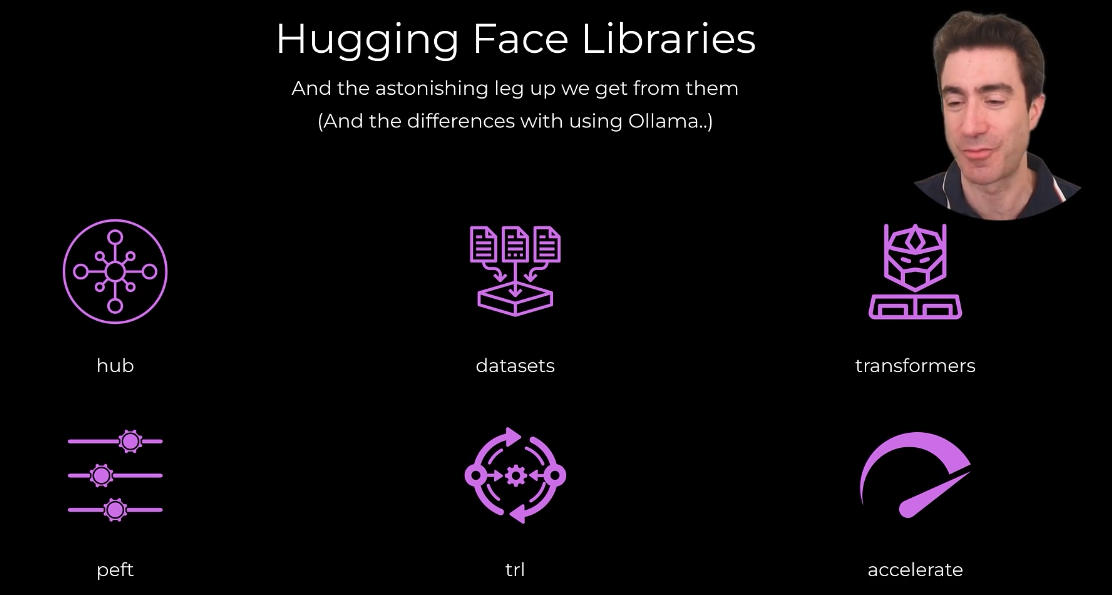 Hugging Face Libraries
And the astonishing leg up we get from them
(And the differences with using Ollama..)
hub
datasets
transformers
peft
trl
accelerate